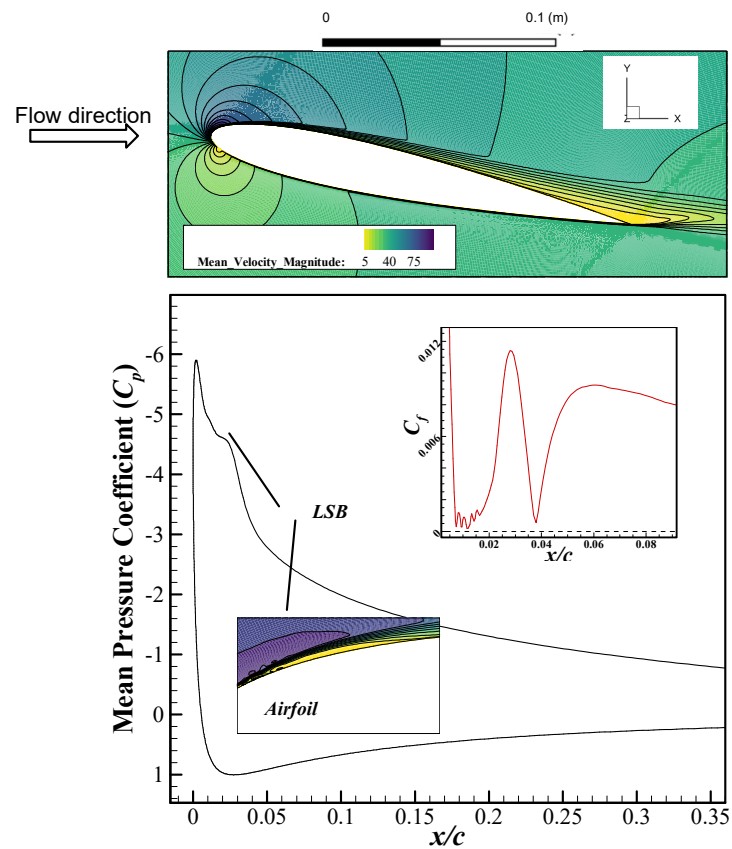 0 0.1 (m)
Flow direction
Y
Z X
Mean_Velocity_Magnitude: 5 40 75
Mean Pressure Coefficient (Cp)
-6
-5
-4
-3
-2
-1
0
1
LSB
Airfoil
Cf
0.012
0.006
0
0.02 0.04 0.06 0.08
x/c
0 0.05 0.1 0.15 0.2 0.25 0.3 0.35
x/c